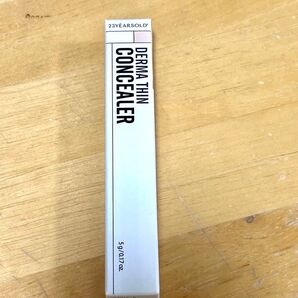 23YEARSOLD
DERMA THIN
CONCEALER
5g/0.17oz.